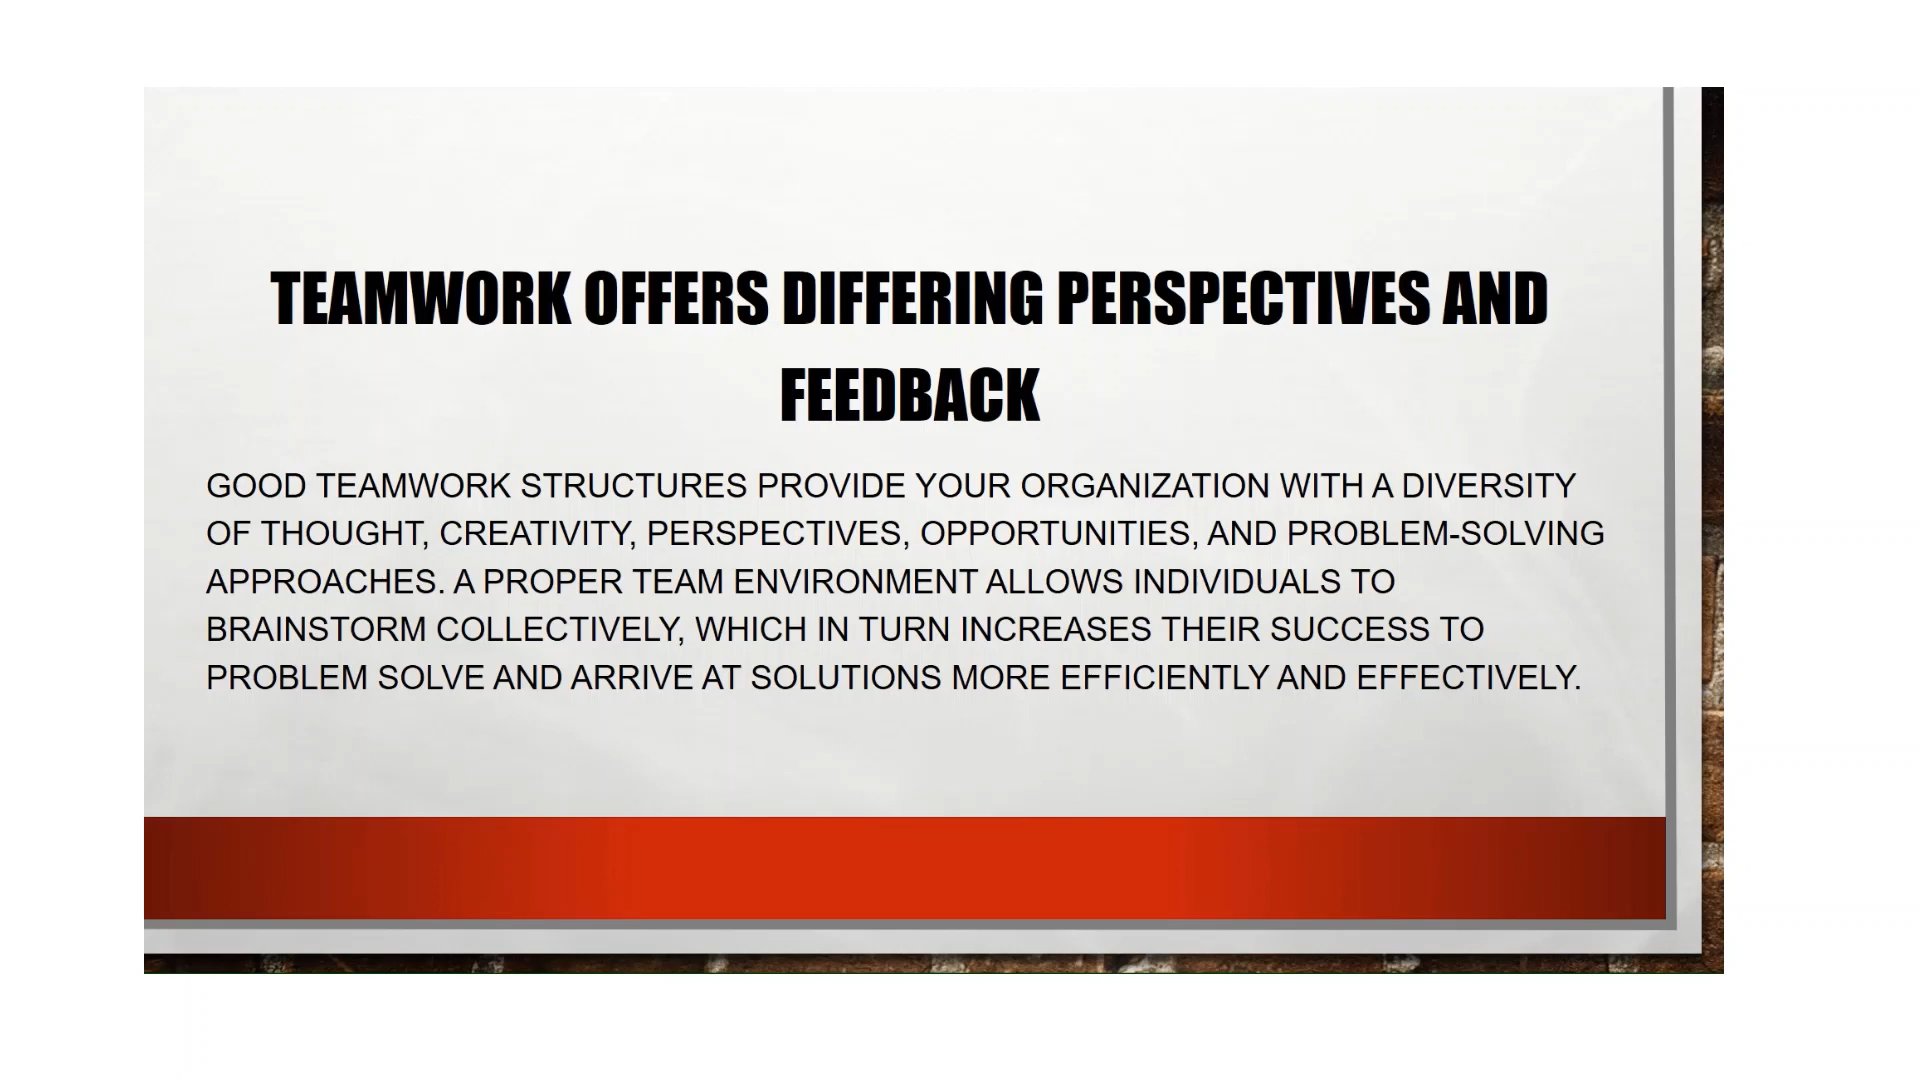 TEAMWORK OFFERS DIFFERING PERSPECTIVES AND
FEEDBACK
GOOD TEAMWORK STRUCTURES PROVIDE YOUR ORGANIZATION WITH A DIVERSITY
OF THOUGHT, CREATIVITY, PERSPECTIVES, OPPORTUNITIES, AND PROBLEM-SOLVING
APPROACHES. A PROPER TEAM ENVIRONMENT ALLOWS INDIVIDUALS TO
BRAINSTORM COLLECTIVELY, WHICH IN TURN INCREASES THEIR SUCCESS TO
PROBLEM SOLVE AND ARRIVE AT SOLUTIONS MORE EFFICIENTLY AND EFFECTIVELY.